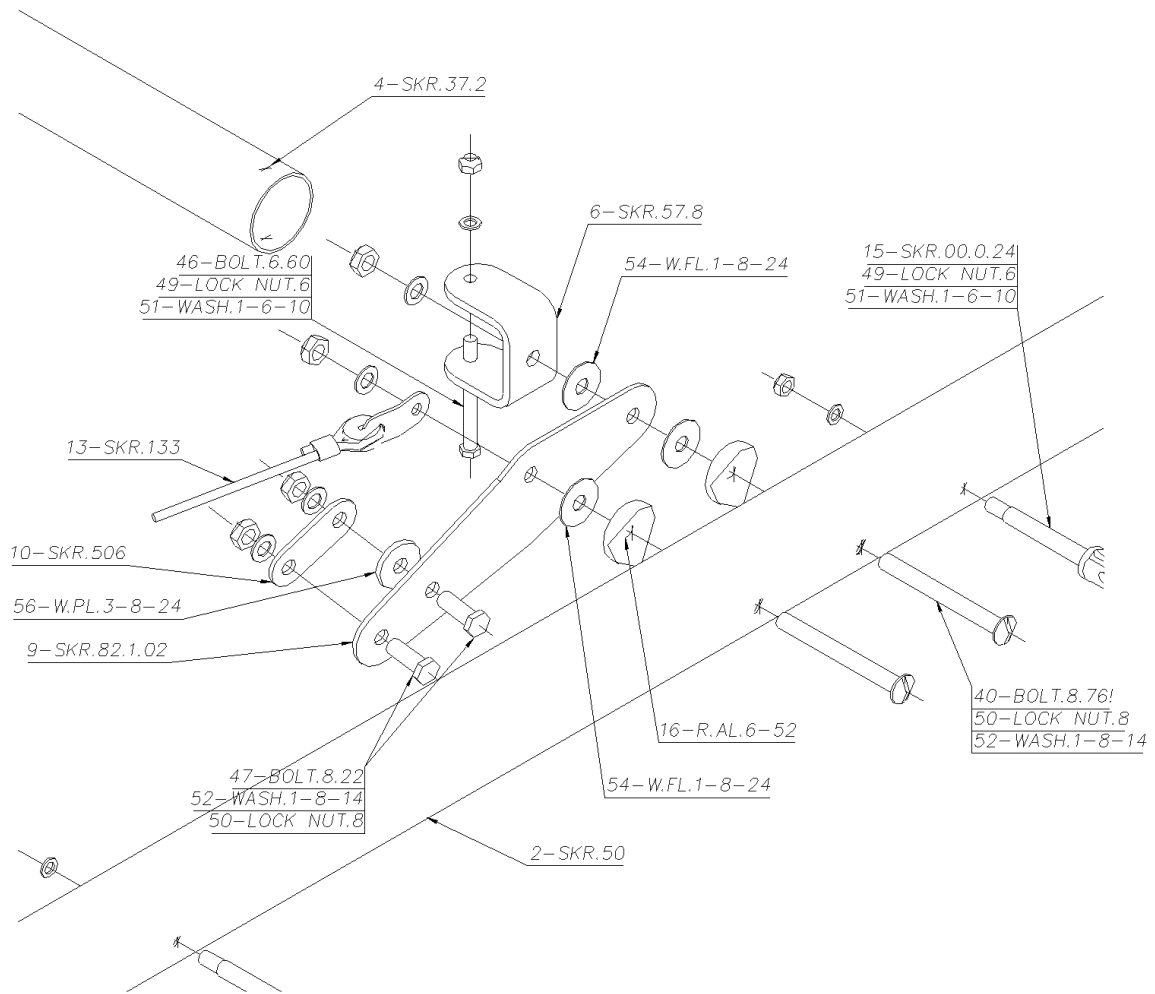 4-SKR.37.2
6-SKR.57.8
54-W.FL.1-8-24
15-SKR.00.0.24
49-LOCK NUT.6
51-WASH.1-6-10
46-BOLT.6.60
49-LOCK NUT.6
51-WASH.1-6-10
13-SKR.133
10-SKR.506
56-W.PL.3-8-24
9-SKR.82.1.02
16-R.AL.6-52
40-BOLT.8.76!
50-LOCK NUT.8
52-WASH.1-8-14
47-BOLT.8.22
52-WASH.1-8-14
50-LOCK NUT.8
54-W.FL.1-8-24
2-SKR.50